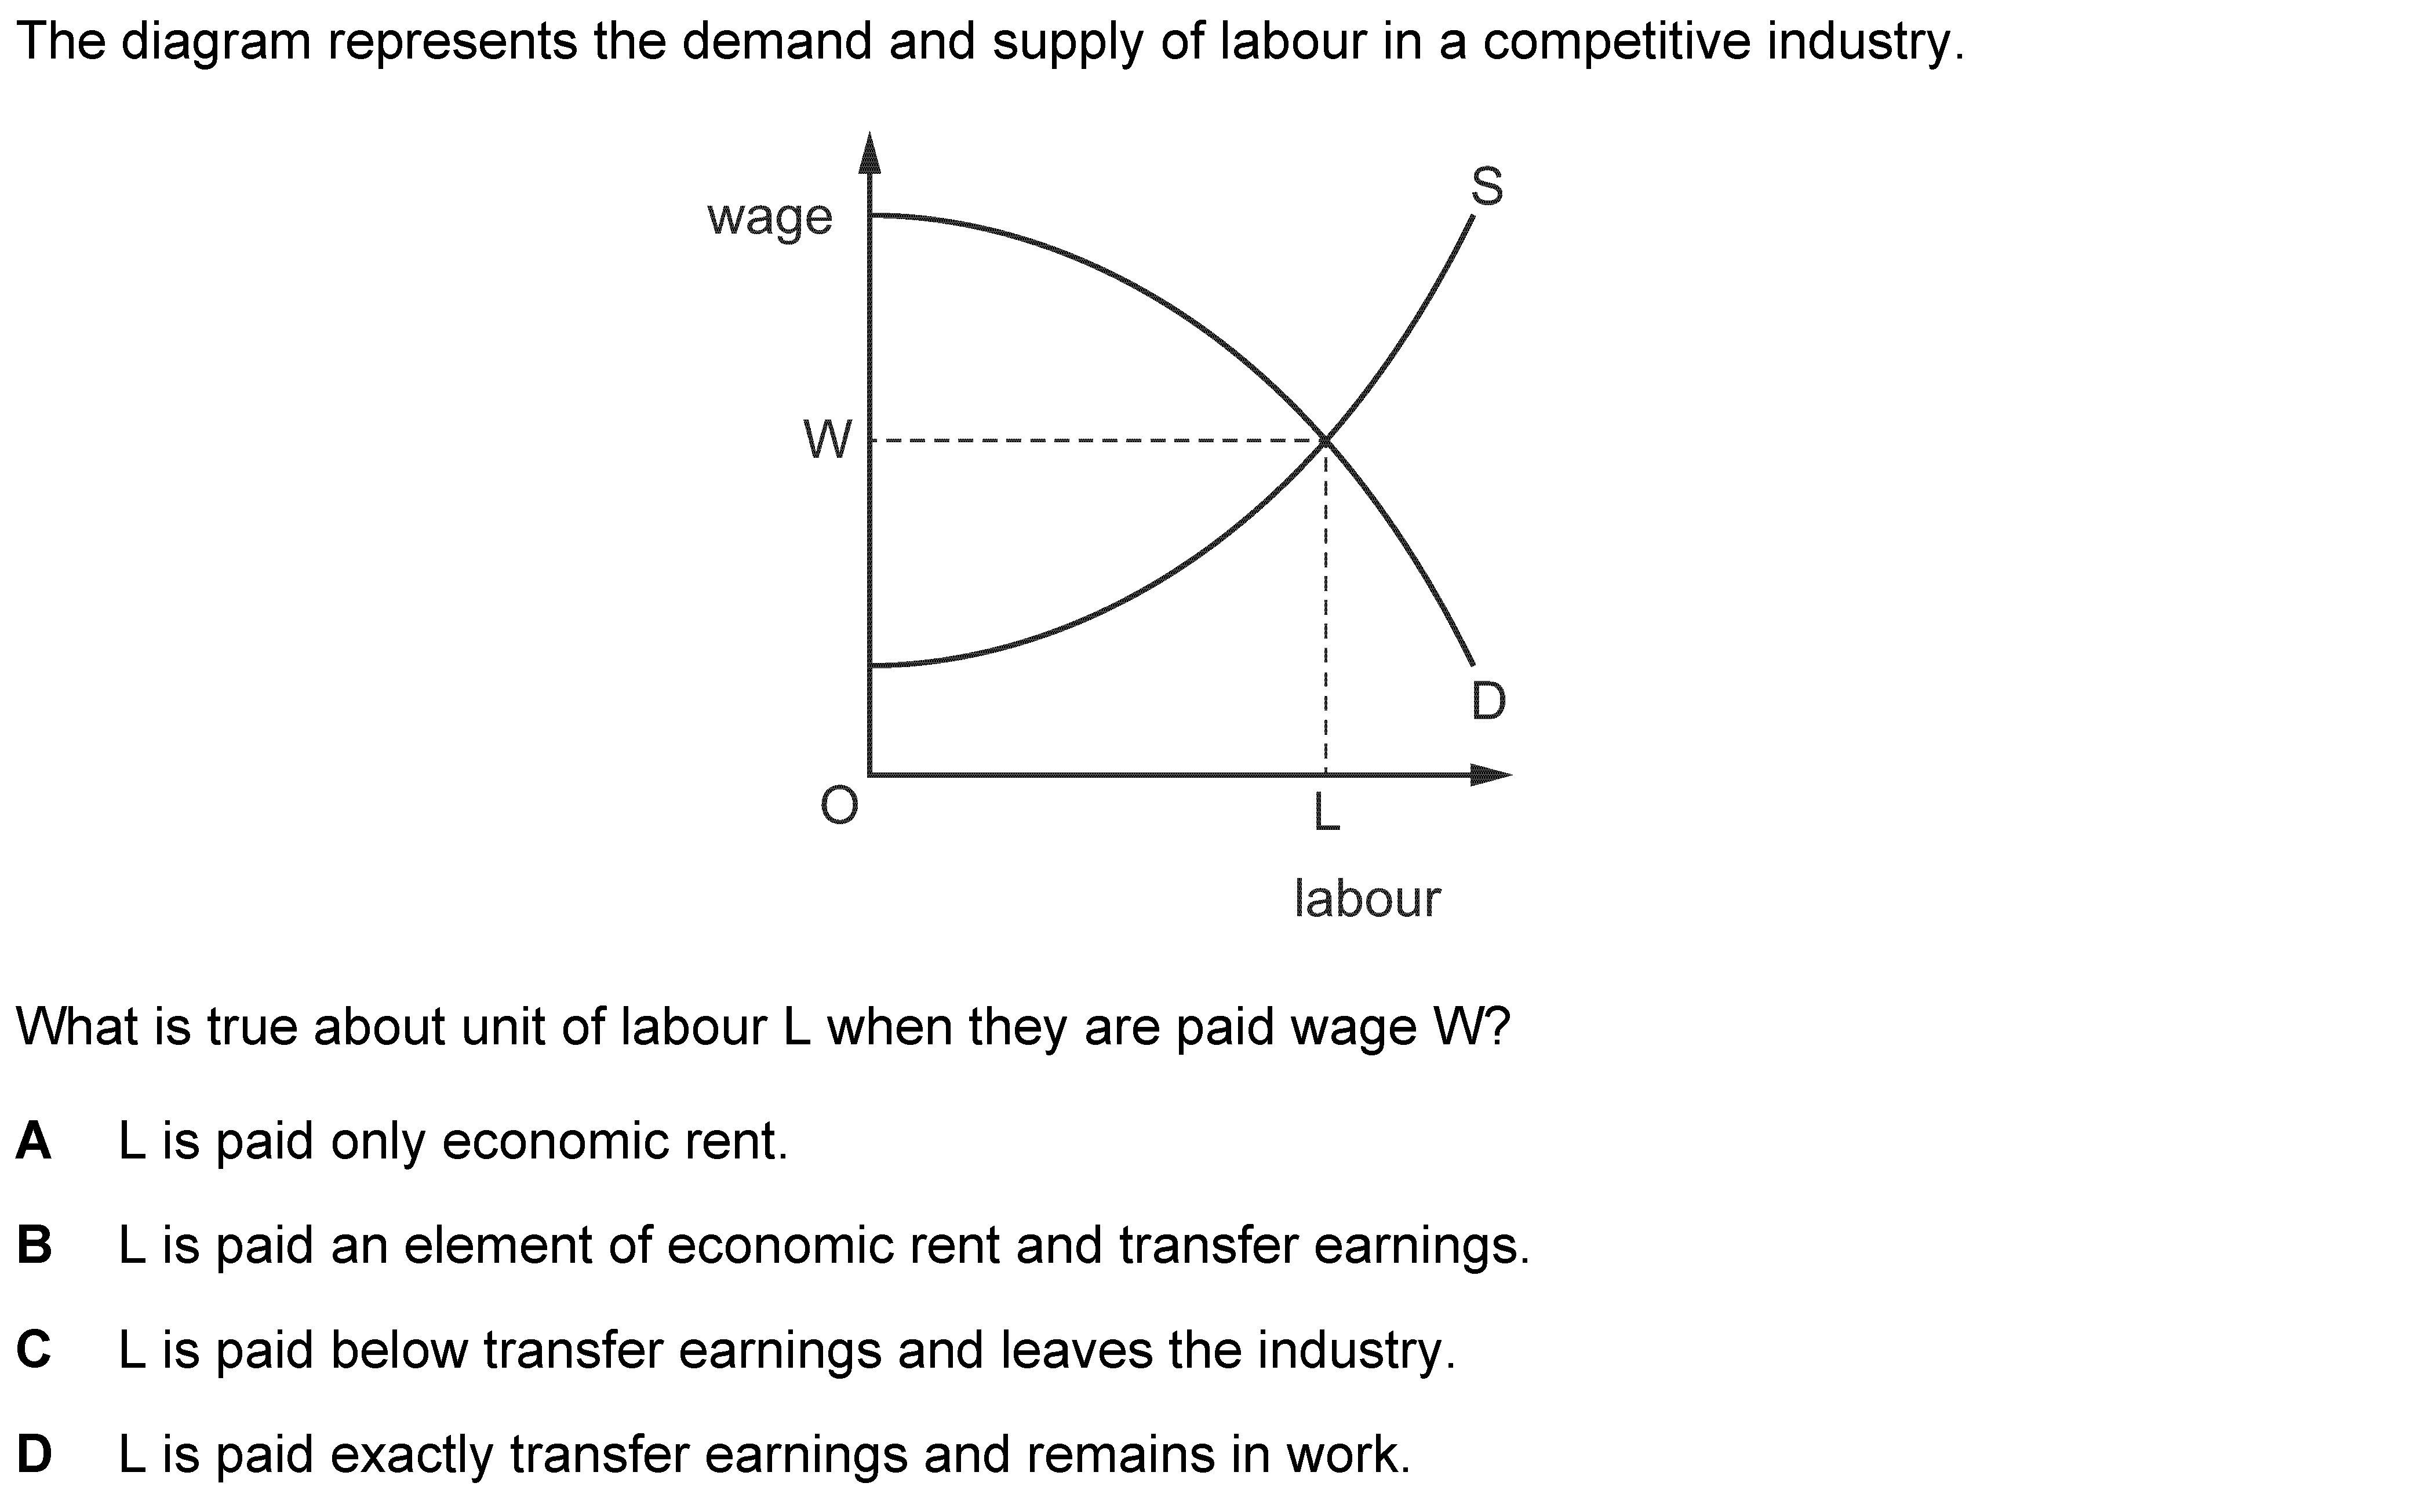 The diagram represents the demand and supply of labour in a competitive industry.
S
wage
W
D
O
L
labour
What is true about unit of labour L when they are paid wage W?
A L is paid only economic rent.
B L is paid an element of economic rent and transfer earnings.
C L is paid below transfer earnings and leaves the industry.
D L is paid exactly transfer earnings and remains in work.